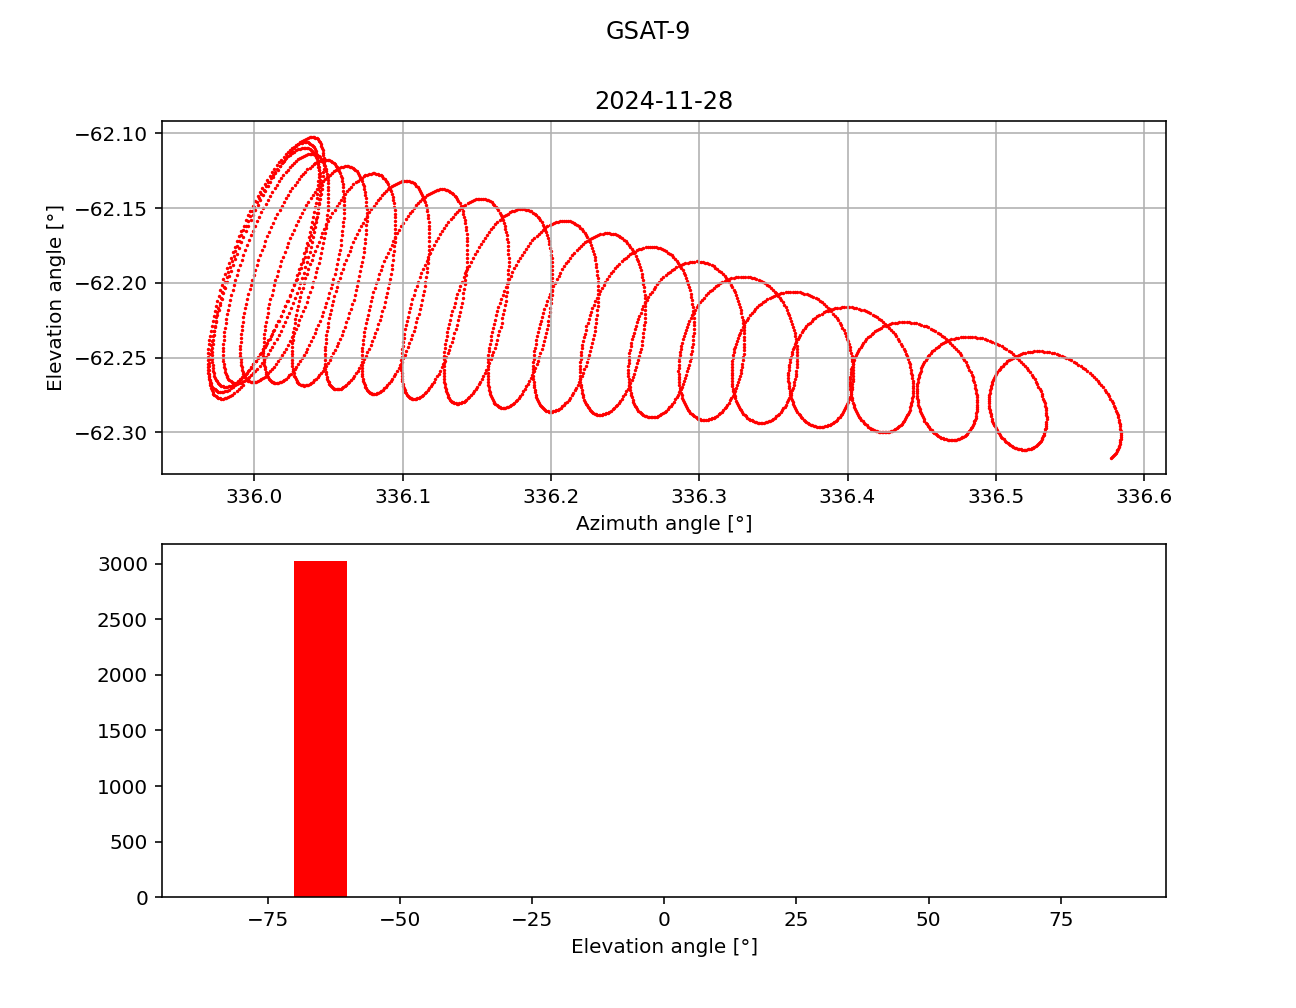 GSAT-9
2024-11-28
−62.10
−62.15
−62.20
−62.25
−62.30
Elevation angle [°]
336.0 336.1 336.2 336.3 336.4 336.5 336.6
Azimuth angle [°]
3000
2500
2000
1500
1000
500
0
−75 −50 −25 0 25 50 75
Elevation angle [°]